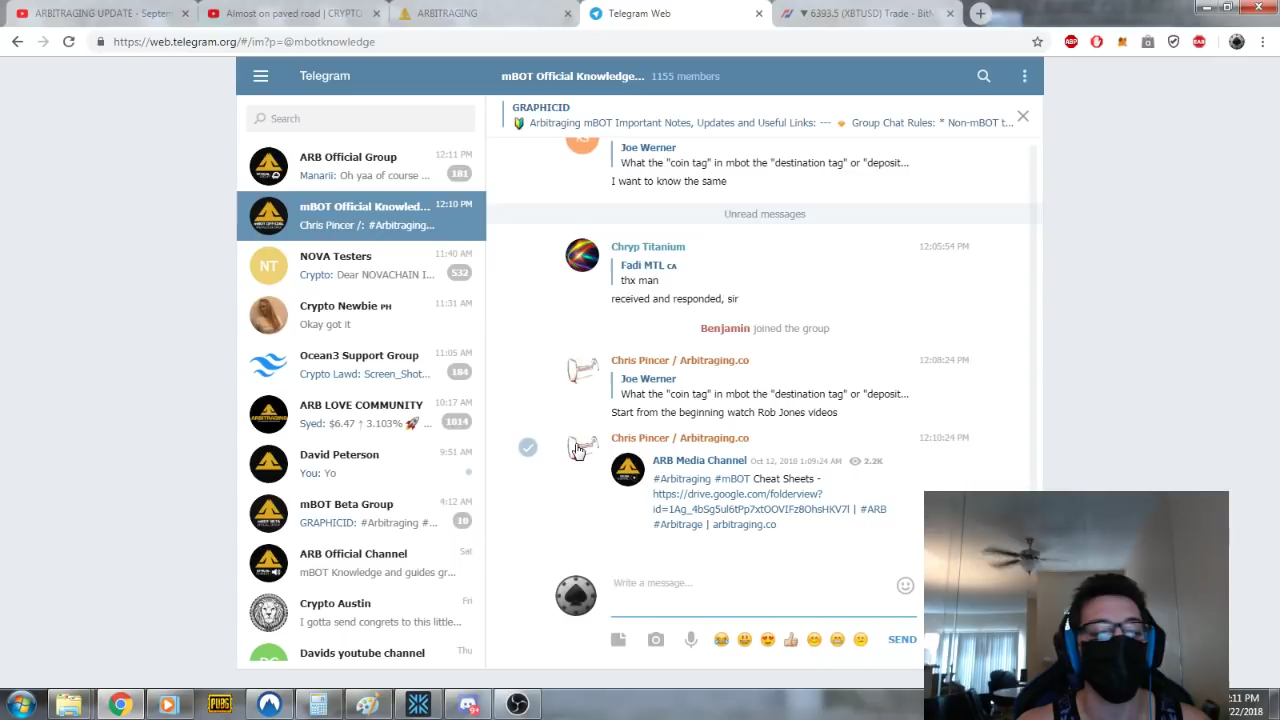 ARBITRAGING UPDATE - S
Almost on paved road | CRYPTO
ARBITRAGING
Telegram Web
6393.5 (XBTUSD) Trade - Bit
https://web.telegram.org/#/im?p=@mbotknowledge
Telegram
mBOT Official Knowledge... 1155 members
Search
GRAPHICID
Arbitraging mBOT Important Notes, Updates and Useful Links: --- Group Chat Rules: * Non-mBOT t...
ARB Official Group 12:11 PM
Manarii: Oh yaa of course ... 181
mBOT Official Knowled... 12:10 PM
Chris Pincer /: #Arbitraging...
NOVA Testers 11:40 AM
NT
Crypto: Dear NOVACHAIN I... 532
Crypto Newbie PH 11:31 AM
Okay got it
Ocean3 Support Group 11:05 AM
Crypto Lawd: Screen_Shot... 184
ARB LOVE COMMUNITY 10:17 AM
Syed: $6.47 ↑ 3.103% 🚀 ... 1014
David Peterson 9:51 AM
You: Yo
mBOT Beta Group 4:12 AM
GRAPHICID: #Arbitraging #... 10
ARB Official Channel Sat
mBOT Knowledge and guides gr...
Crypto Austin Fri
I gotta send congrets to this little...
Davids youtube channel Thu
Joe Werner
What the "coin tag" in mbot the "destination tag" or "deposit...
I want to know the same
Unread messages
Chryp Titanium 12:05:54 PM
Fadi MTL CA
thx man
received and responded, sir
Benjamin joined the group
Chris Pincer / Arbitraging.co 12:08:24 PM
Joe Werner
What the "coin tag" in mbot the "destination tag" or "deposit...
Start from the beginning watch Rob Jones videos
Chris Pincer / Arbitraging.co 12:10:24 PM
ARB Media Channel Oct 12, 2018 1:09:24 AM 2.2K
#Arbitraging #mBOT Cheat Sheets -
https://drive.google.com/folderview?
id=1Ag_4bSg5ul6tPp7xtOOVIFz8OhsHKV7l | #ARB
#Arbitrage | arbitraging.co
Write a message...
SEND
PUBG
:11 PM
/22/2018